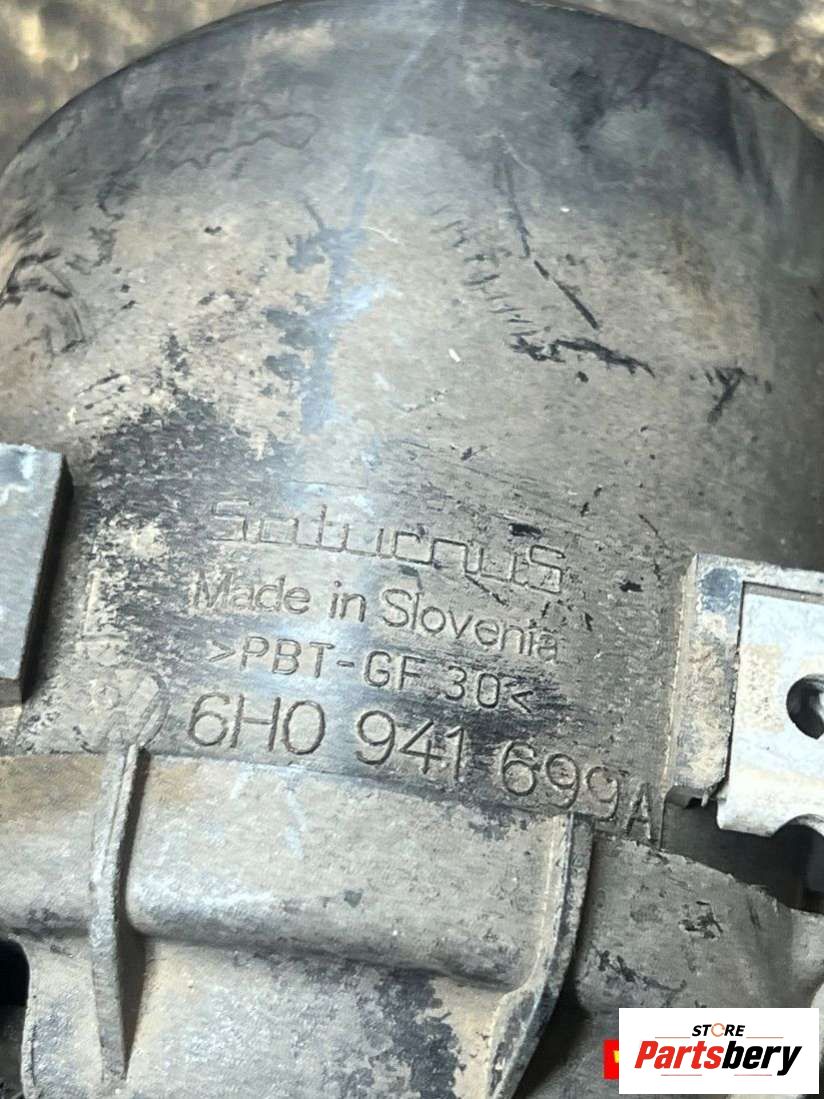 Saturnus
Made in Slovenia
>PBT-GF 30<
6H0 941 699A
STORE
Partsbery